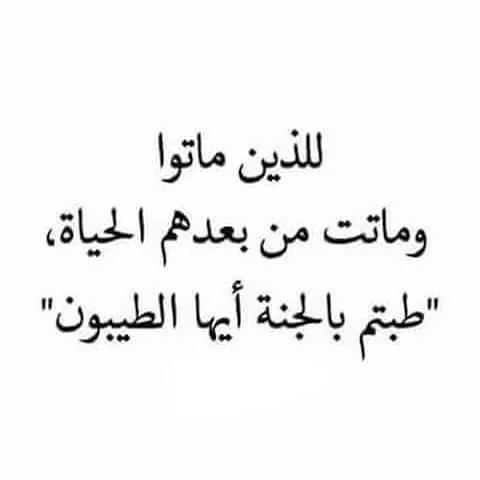 للذين ماتوا
وماتت من بعدهم الحياة،
"طبتم بالجنة أيها الطيبون"